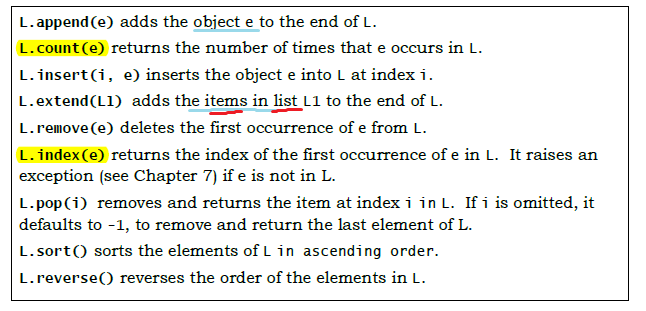 L.append(e) adds the object e to the end of L.
L.count(e) returns the number of times that e occurs in L.
L.insert(i, e) inserts the object e into L at index i.
L.extend(L1) adds the items in list L1 to the end of L.
L.remove(e) deletes the first occurrence of e from L.
L.index(e) returns the index of the first occurrence of e in L. It raises an
exception (see Chapter 7) if e is not in L.
L.pop(i) removes and returns the item at index i in L. If i is omitted, it
defaults to -1, to remove and return the last element of L.
L.sort() sorts the elements of L in ascending order.
L.reverse() reverses the order of the elements in L.